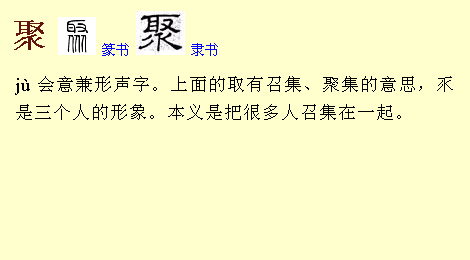 聚 聚 篆书 聚 隶书
jù 会意兼形声字。上面的取有召集、聚集的意思，乑
是三个人的形象。本义是把很多人召集在一起。